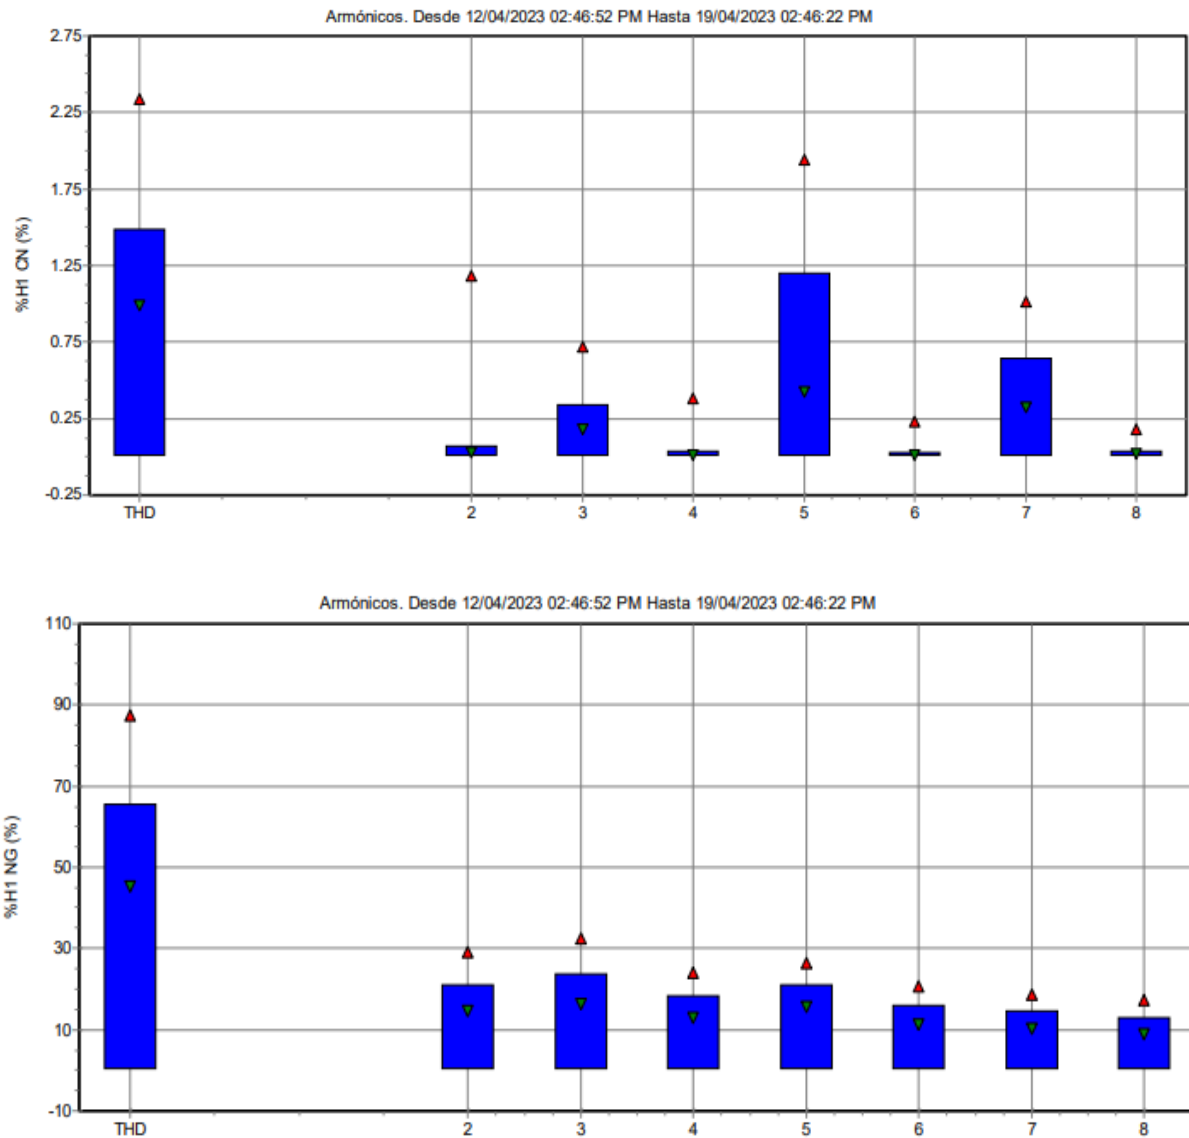 Armónicos. Desde 12/04/2023 02:46:52 PM Hasta 19/04/2023 02:46:22 PM
2.75
2.25
1.75
1.25
0.75
0.25
-0.25
%H1 CN (%)
THD 2 3 4 5 6 7 8
Armónicos. Desde 12/04/2023 02:46:52 PM Hasta 19/04/2023 02:46:22 PM
110
90
70
50
30
10
-10
%H1 NG (%)
THD 2 3 4 5 6 7 8